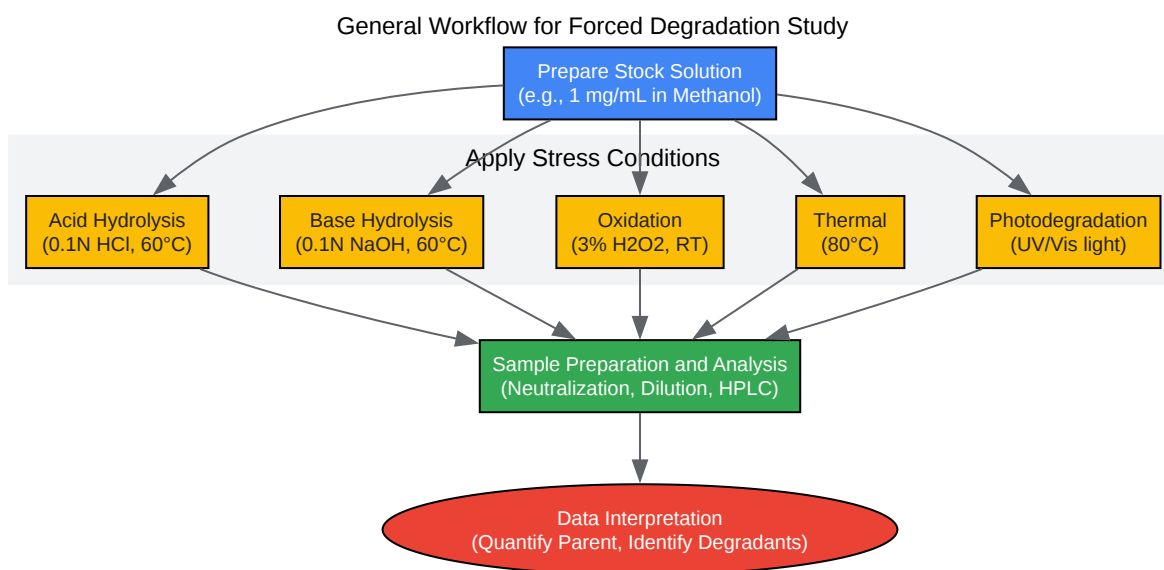 General Workflow for Forced Degradation Study
Prepare Stock Solution
(e.g., 1 mg/mL in Methanol)
Apply Stress Conditions
Acid Hydrolysis
(0.1N HCl, 60°C)
Base Hydrolysis
(0.1N NaOH, 60°C)
Oxidation
(3% H2O2, RT)
Thermal
(80°C)
Photodegradation
(UV/Vis light)
Sample Preparation and Analysis
(Neutralization, Dilution, HPLC)
Data Interpretation
(Quantify Parent, Identify Degradants)